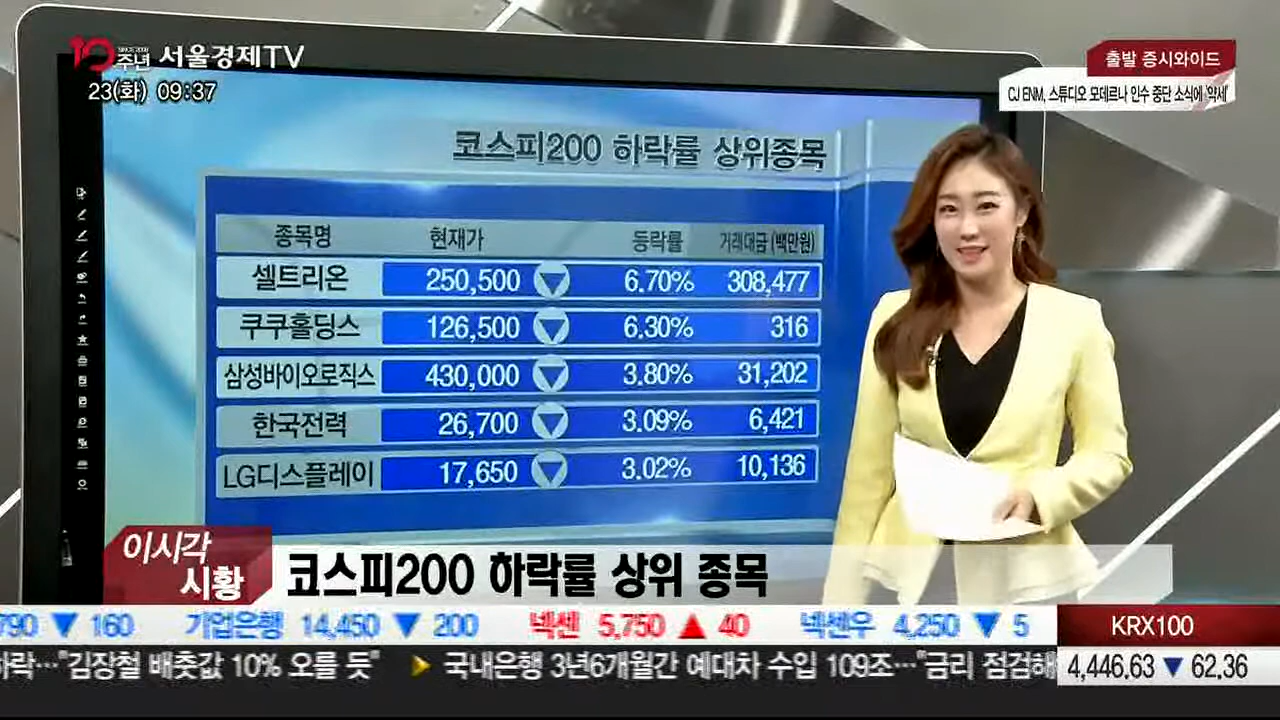 10주년 서울경제TV
SINCE 2008
23(화) 09:37
출발 증시와이드
CJ ENM, 스튜디오 모데르나 인수 중단 소식에 '약세'
코스피200 하락률 상위종목
종목명 현재가 등락률 거래대금 (백만원)
셀트리온 250,500 ▼ 6.70% 308,477
쿠쿠홀딩스 126,500 ▼ 6.30% 316
삼성바이오로직스 430,000 ▼ 3.80% 31,202
한국전력 26,700 ▼ 3.09% 6,421
LG디스플레이 17,650 ▼ 3.02% 10,136
이시각
시황
코스피200 하락률 상위 종목
790 ▼ 160 기업은행 14,450 ▼ 200 넥센 5,750 ▲ 40 넥센우 4,250 ▼ 5
KRX100
하락…"김장철 배춧값 10% 오를 듯" ▶ 국내은행 3년6개월간 예대차 수입 109조…"금리 점검해
4,446.63 ▼ 62.36